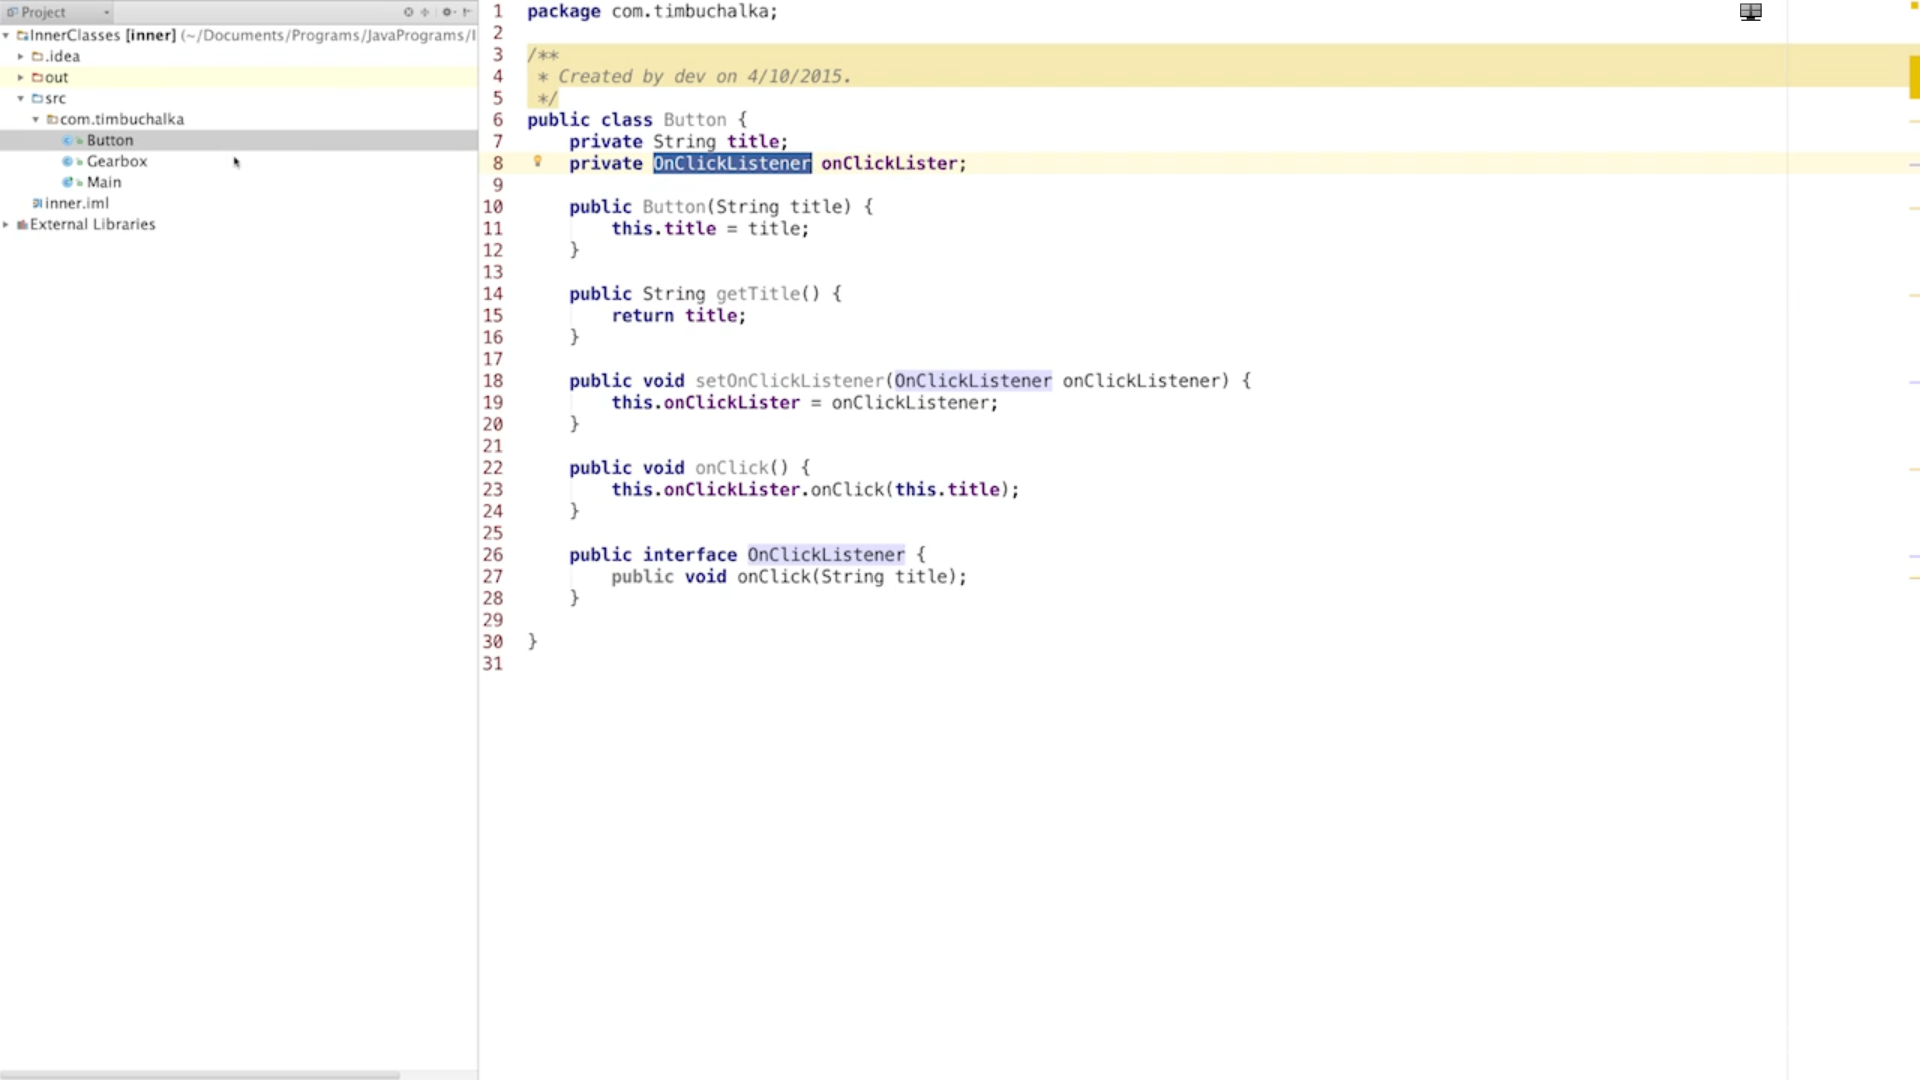 Project
InnerClasses [inner] (~/Documents/Programs/JavaPrograms/I
.idea
out
src
com.timbuchalka
Button
Gearbox
Main
inner.iml
External Libraries
1 package com.timbuchalka;
2
3 /**
4 * Created by dev on 4/10/2015.
5 */
6 public class Button {
7 private String title;
8 private OnClickListener onClickLister;
9
10 public Button(String title) {
11 this.title = title;
12 }
13
14 public String getTitle() {
15 return title;
16 }
17
18 public void setOnClickListener(OnClickListener onClickListener) {
19 this.onClickLister = onClickListener;
20 }
21
22 public void onClick() {
23 this.onClickLister.onClick(this.title);
24 }
25
26 public interface OnClickListener {
27 public void onClick(String title);
28 }
29
30 }
31